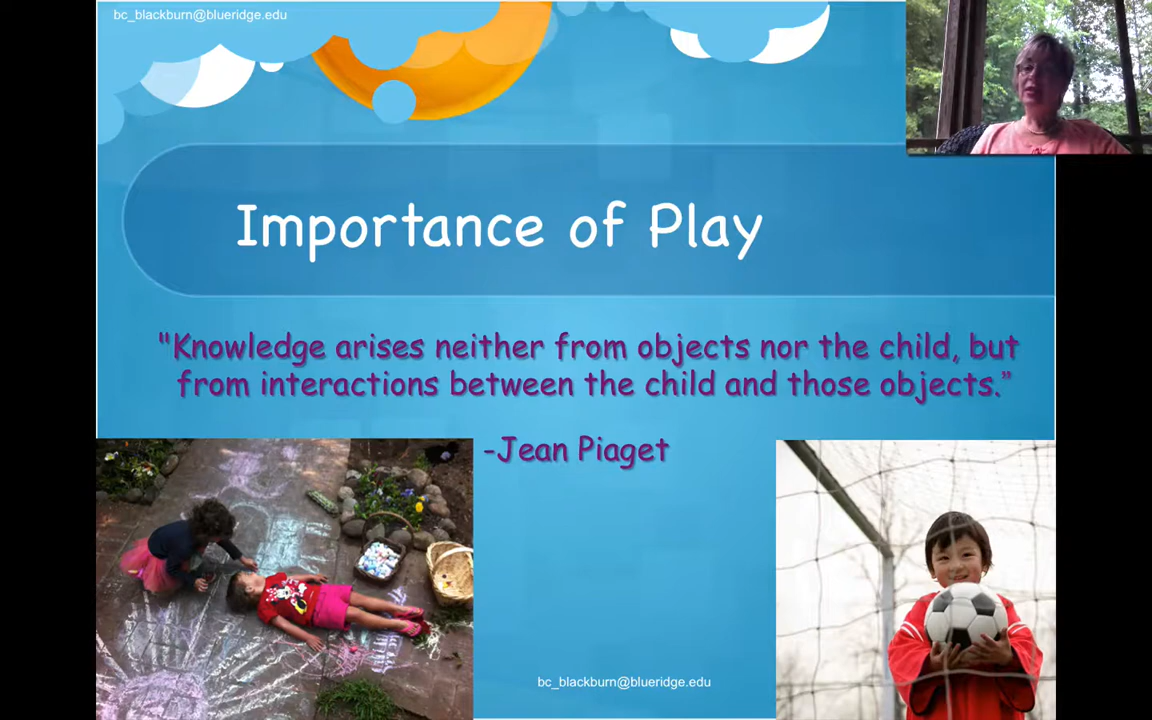 bc_blackburn@blueridge.edu
Importance of Play
"Knowledge arises neither from objects nor the child, but
from interactions between the child and those objects.”
-Jean Piaget
bc_blackburn@blueridge.edu